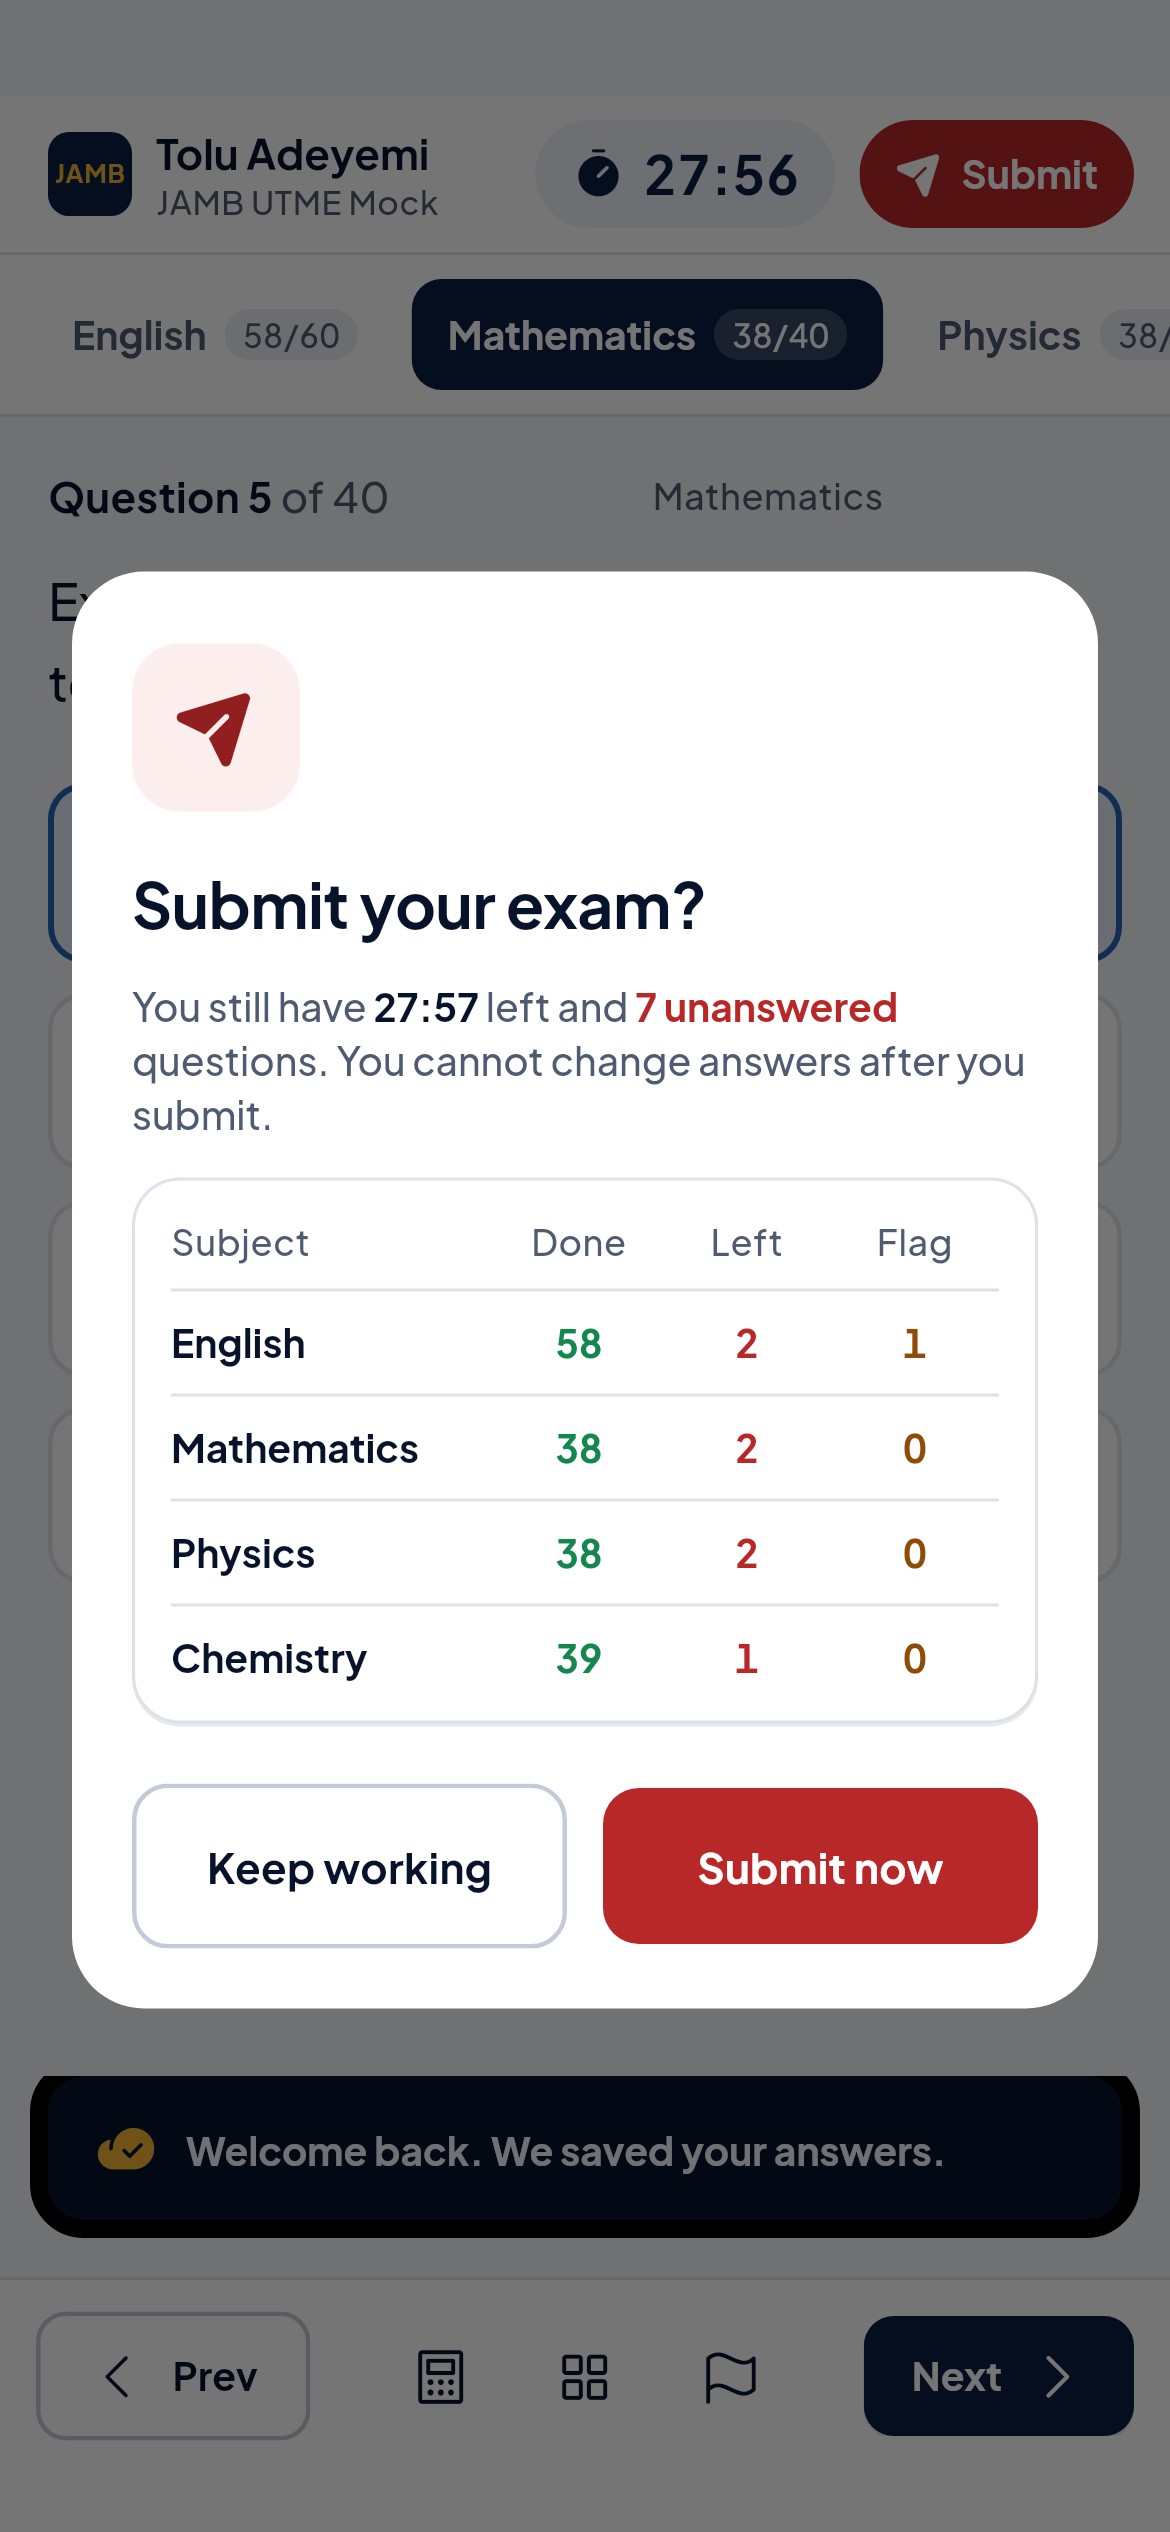 JAMB
Tolu Adeyemi
JAMB UTME Mock
27:56
Submit
English 58/60
Mathematics 38/40
Physics 38/
Question 5 of 40
Mathematics
Submit your exam?
You still have 27:57 left and 7 unanswered
questions. You cannot change answers after you
submit.
Subject Done Left Flag
English 58 2 1
Mathematics 38 2 0
Physics 38 2 0
Chemistry 39 1 0
Keep working
Submit now
Welcome back. We saved your answers.
Prev
Next